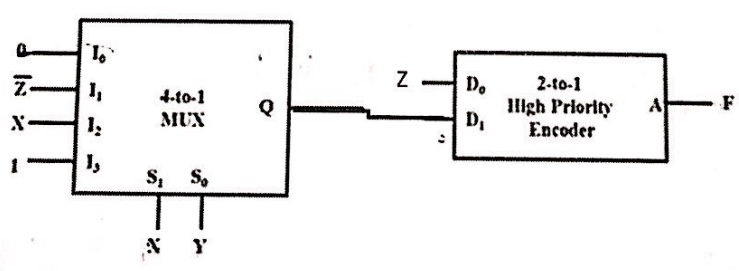 0 I₀
Z̅ I₁
X I₂
1 I₃
4-to-1
MUX
Q
S₁ S₀
X Y
Z D₀
D₁
2-to-1
High Priority
Encoder
A F